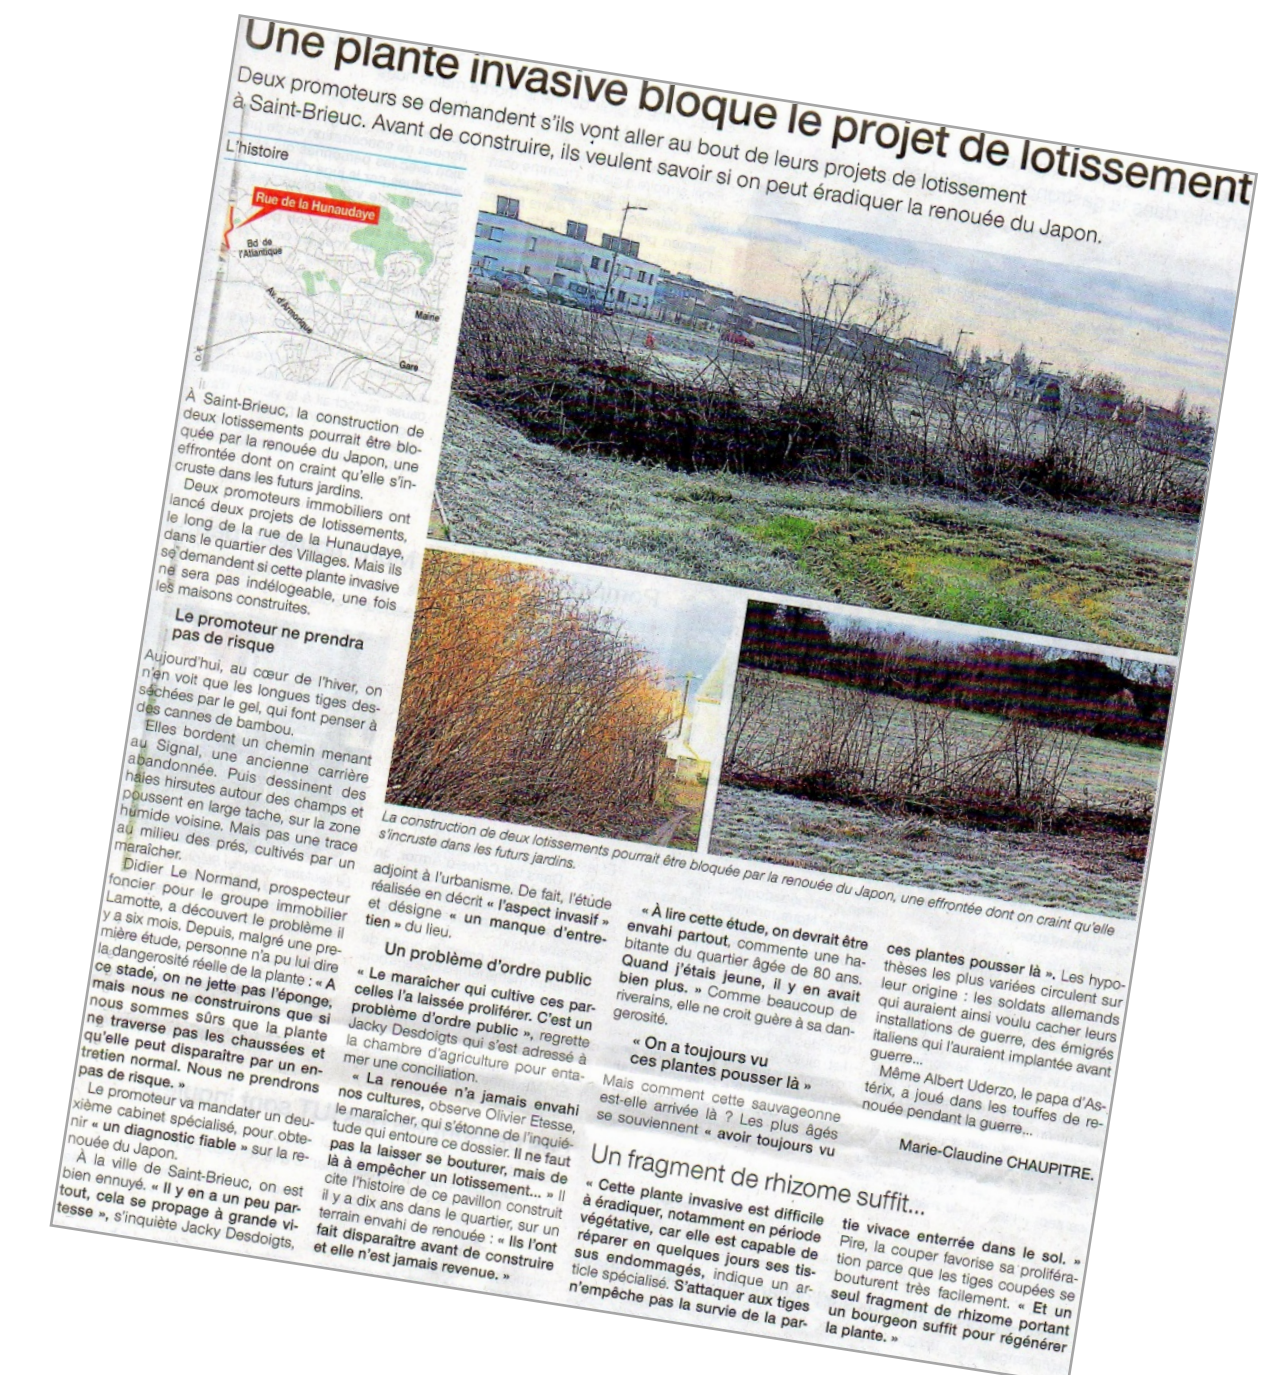 Une plante invasive bloque le projet de lotissement
Deux promoteurs se demandent s'ils vont aller au bout de leurs projets de lotissement
à Saint-Brieuc. Avant de construire, ils veulent savoir si on peut éradiquer la renouée du Japon.
L'histoire
Rue de la Hunaudaye
Bd de
l'Atlantique
Av. d'Armorique
Mairie
Gare
À Saint-Brieuc, la construction de
deux lotissements pourrait être blo-
quée par la renouée du Japon, une
effrontée dont on craint qu'elle s'in-
cruste dans les futurs jardins.
Deux promoteurs immobiliers ont
lancé deux projets de lotissements,
le long de la rue de la Hunaudaye,
dans le quartier des Villages. Mais ils
se demandent si cette plante invasive
ne sera pas indélogeable, une fois
les maisons construites.
Le promoteur ne prendra
pas de risque
Aujourd'hui, au cœur de l'hiver, on
n'en voit que les longues tiges des-
séchées par le gel, qui font penser à
des cannes de bambou.
Elles bordent un chemin menant
au Signal, une ancienne carrière
abandonnée. Puis dessinent des
haies hirsutes autour des champs et
poussent en large tache, sur la zone
humide voisine. Mais pas une trace
au milieu des prés, cultivés par un
maraîcher.
Didier Le Normand, prospecteur
foncier pour le groupe immobilier
Lamotte, a découvert le problème il
y a six mois. Depuis, malgré une pre-
mière étude, personne n'a pu lui dire
la dangerosité réelle de la plante : « A
ce stade, on ne jette pas l'éponge,
mais nous ne construirons que si
nous sommes sûrs que la plante
ne traverse pas les chaussées et
qu'elle peut disparaître par un en-
tretien normal. Nous ne prendrons
pas de risque. »
Le promoteur va mandater un deu-
xième cabinet spécialisé, pour obte-
nir « un diagnostic fiable » sur la re-
nouée du Japon.
À la ville de Saint-Brieuc, on est
bien ennuyé. « Il y en a un peu par-
tout, cela se propage à grande vi-
tesse », s'inquiète Jacky Desdoigts,
La construction de deux lotissements pourrait être bloquée par la renouée du Japon, une effrontée dont on craint qu'elle
s'incruste dans les futurs jardins.
adjoint à l'urbanisme. De fait, l'étude
réalisée en décrit « l'aspect invasif »
et désigne « un manque d'entre-
tien » du lieu.
Un problème d'ordre public
« Le maraîcher qui cultive ces par-
celles l'a laissée proliférer. C'est un
problème d'ordre public », regrette
Jacky Desdoigts qui s'est adressé à
la chambre d'agriculture pour enta-
mer une conciliation.
« La renouée n'a jamais envahi
nos cultures, observe Olivier Etesse,
le maraîcher, qui s'étonne de l'inquié-
tude qui entoure ce dossier. Il ne faut
pas la laisser se bouturer, mais de
là à empêcher un lotissement... » Il
cite l'histoire de ce pavillon construit
il y a dix ans dans le quartier, sur un
terrain envahi de renouée : « Ils l'ont
fait disparaître avant de construire
et elle n'est jamais revenue. »
« À lire cette étude, on devrait être
envahi partout, commente une ha-
bitante du quartier âgée de 80 ans.
Quand j'étais jeune, il y en avait
bien plus. » Comme beaucoup de
riverains, elle ne croit guère à sa dan-
gerosité.
« On a toujours vu
ces plantes pousser là »
Mais comment cette sauvageonne
est-elle arrivée là ? Les plus âgés
se souviennent « avoir toujours vu
ces plantes pousser là ». Les hypo-
thèses les plus variées circulent sur
leur origine : les soldats allemands
qui auraient ainsi voulu cacher leurs
installations de guerre, des émigrés
italiens qui l'auraient implantée avant
guerre...
Même Albert Uderzo, le papa d'As-
térix, a joué dans les touffes de re-
nouée pendant la guerre...
Marie-Claudine CHAUPITRE.
Un fragment de rhizome suffit...
« Cette plante invasive est difficile
à éradiquer, notamment en période
végétative, car elle est capable de
réparer en quelques jours ses tis-
sus endommagés, indique un ar-
ticle spécialisé. S'attaquer aux tiges
n'empêche pas la survie de la par-
tie vivace enterrée dans le sol. »
Pire, la couper favorise sa proliféra-
tion parce que les tiges coupées se
bouturent très facilement. « Et un
seul fragment de rhizome portant
un bourgeon suffit pour régénérer
la plante. »